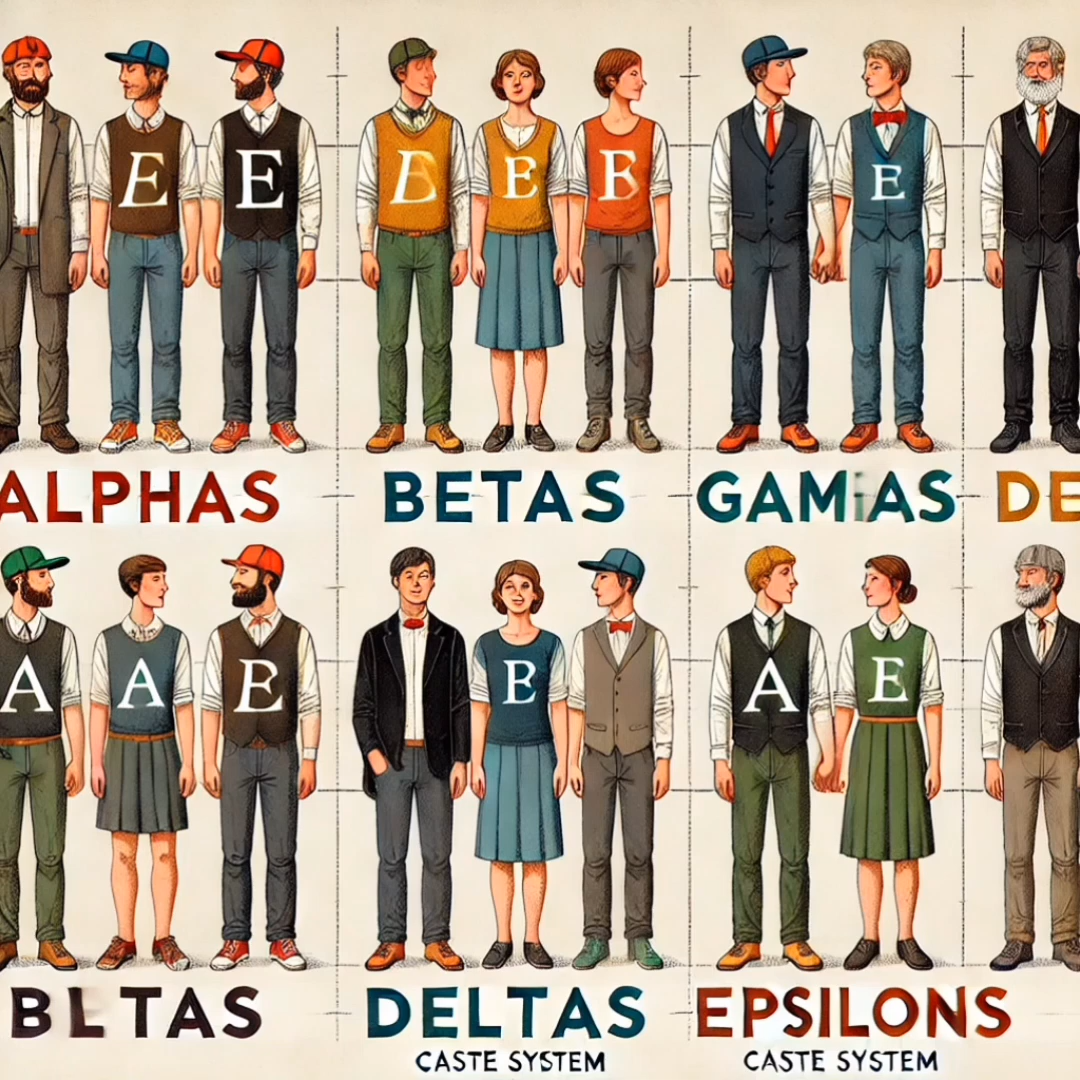 E E E E
ALPHAS BETAS GAMiAS DE
A A A E
BLTAS DELTAS EPSILONS
CASTE SYSTEM CASTE SYSTEM